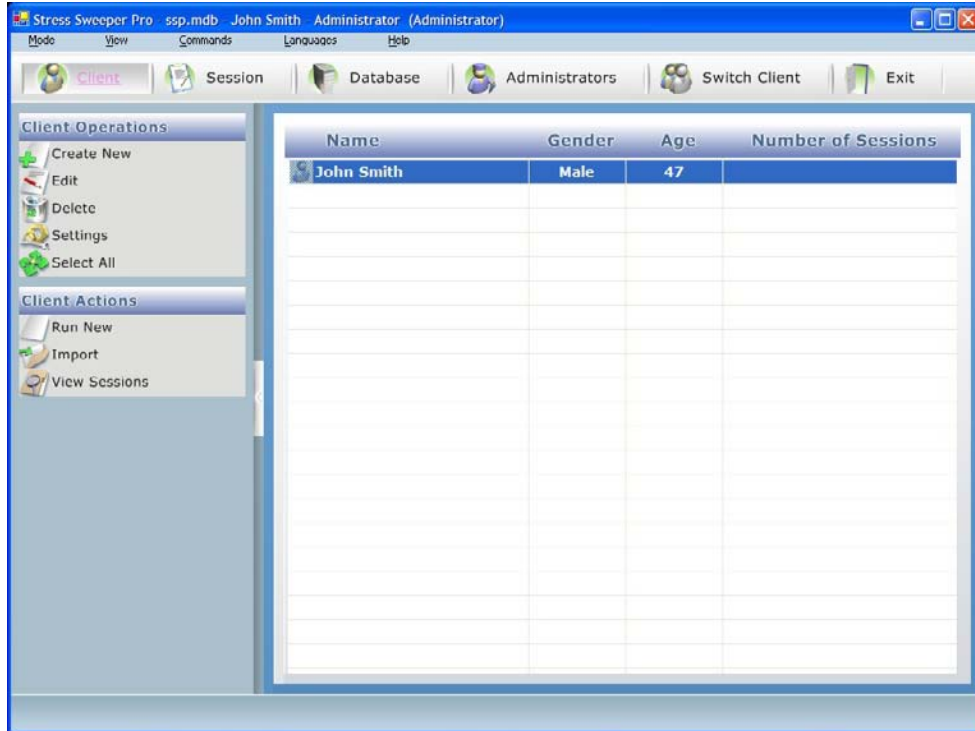 Stress Sweeper Pro - ssp.mdb - John Smith - Administrator (Administrator)
Mode View Commands Languages Help
Client Session Database Administrators Switch Client Exit
Client Operations
Create New
Edit
Delete
Settings
Select All
Client Actions
Run New
Import
View Sessions
Name Gender Age Number of Sessions
John Smith Male 47